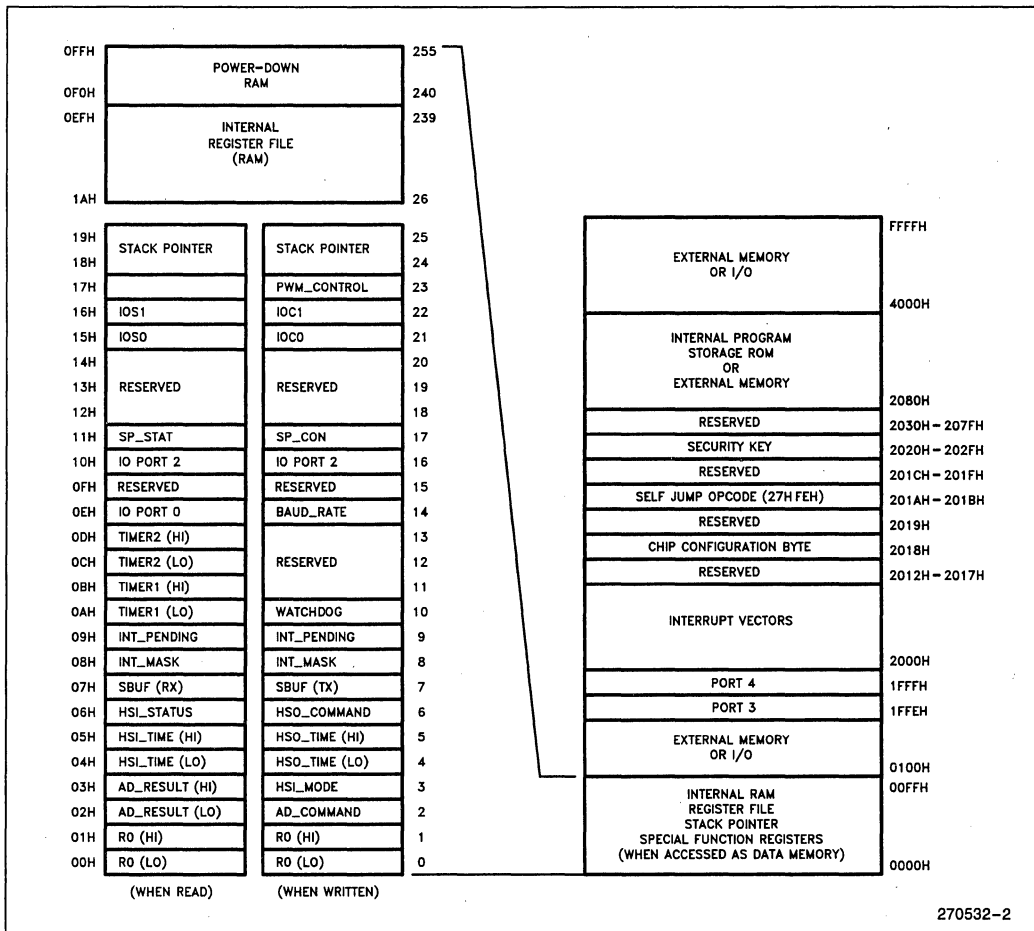 0FFH
255
POWER-DOWN
RAM
0F0H
240
0EFH
239
INTERNAL
REGISTER FILE
(RAM)
1AH
26
19H
STACK POINTER
STACK POINTER
25
18H
24
17H
PWM_CONTROL
23
16H
IOS1
IOC1
22
15H
IOS0
IOC0
21
14H
20
13H
RESERVED
RESERVED
19
12H
18
11H
SP_STAT
SP_CON
17
10H
IO PORT 2
IO PORT 2
16
0FH
RESERVED
RESERVED
15
0EH
IO PORT 0
BAUD_RATE
14
0DH
TIMER2 (HI)
13
0CH
TIMER2 (LO)
RESERVED
12
0BH
TIMER1 (HI)
11
0AH
TIMER1 (LO)
WATCHDOG
10
09H
INT_PENDING
INT_PENDING
9
08H
INT_MASK
INT_MASK
8
07H
SBUF (RX)
SBUF (TX)
7
06H
HSI_STATUS
HSO_COMMAND
6
05H
HSI_TIME (HI)
HSO_TIME (HI)
5
04H
HSI_TIME (LO)
HSO_TIME (LO)
4
03H
AD_RESULT (HI)
HSI_MODE
3
02H
AD_RESULT (LO)
AD_COMMAND
2
01H
R0 (HI)
R0 (HI)
1
00H
R0 (LO)
R0 (LO)
0
(WHEN READ)
(WHEN WRITTEN)
FFFFH
EXTERNAL MEMORY
OR I/O
4000H
INTERNAL PROGRAM
STORAGE ROM
OR
EXTERNAL MEMORY
2080H
RESERVED
2030H-207FH
SECURITY KEY
2020H-202FH
RESERVED
201CH-201FH
SELF JUMP OPCODE (27H FEH)
201AH-201BH
RESERVED
2019H
CHIP CONFIGURATION BYTE
2018H
RESERVED
2012H-2017H
INTERRUPT VECTORS
2000H
PORT 4
1FFFH
PORT 3
1FFEH
EXTERNAL MEMORY
OR I/O
0100H
00FFH
INTERNAL RAM
REGISTER FILE
STACK POINTER
SPECIAL FUNCTION REGISTERS
(WHEN ACCESSED AS DATA MEMORY)
0000H
270532-2